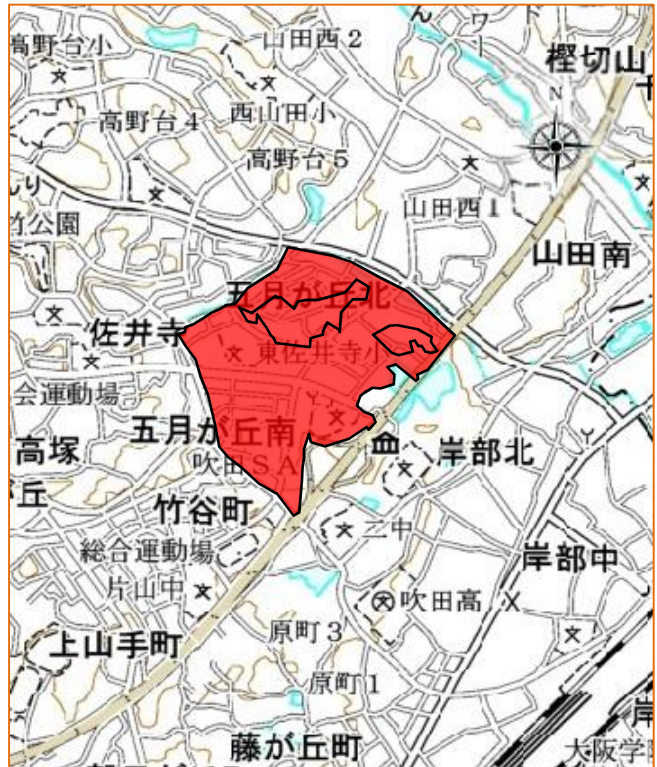 高野台小
山田西2
樫切山
N
高野台4
西山田小
高野台5
竹公園
山田西1
山田南
五月が丘北
佐井寺
東佐井寺小
会運動場
五月が丘南
高塚
吹田SA
岸部北
が丘
竹谷町
二中
総合運動場
岸部中
片山中
吹田高
上山手町
原町3
原町1
藤が丘町
大阪学院